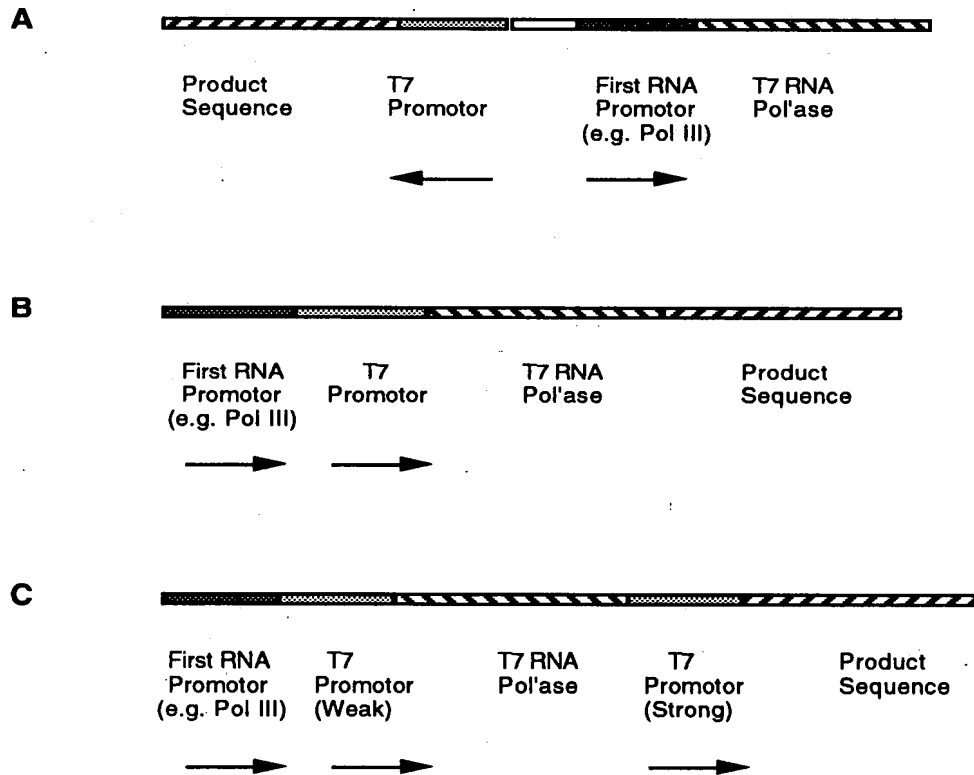 A
Product Sequence
T7 Promotor
First RNA Promotor (e.g. Pol III)
T7 RNA Pol'ase
B
First RNA Promotor (e.g. Pol III)
T7 Promotor
T7 RNA Pol'ase
Product Sequence
C
First RNA Promotor (e.g. Pol III)
T7 Promotor (Weak)
T7 RNA Pol'ase
T7 Promotor (Strong)
Product Sequence